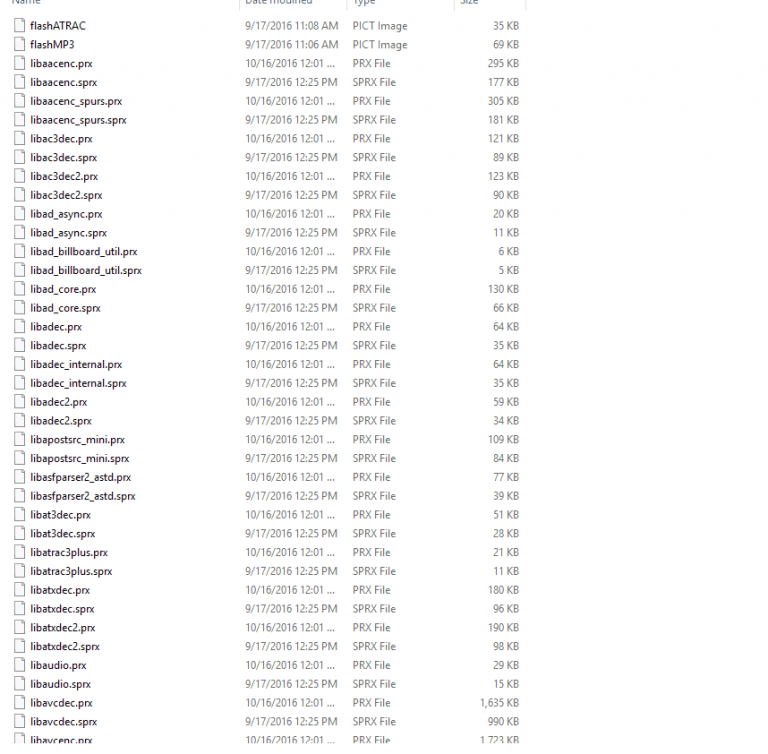 Name Date modified Type Size
flashATRAC 9/17/2016 11:08 AM PICT Image 35 KB
flashMP3 9/17/2016 11:06 AM PICT Image 69 KB
libaacenc.prx 10/16/2016 12:01 ... PRX File 295 KB
libaacenc.sprx 9/17/2016 12:25 PM SPRX File 177 KB
libaacenc_spurs.prx 10/16/2016 12:01 ... PRX File 305 KB
libaacenc_spurs.sprx 9/17/2016 12:25 PM SPRX File 181 KB
libac3dec.prx 10/16/2016 12:01 ... PRX File 121 KB
libac3dec.sprx 9/17/2016 12:25 PM SPRX File 89 KB
libac3dec2.prx 10/16/2016 12:01 ... PRX File 123 KB
libac3dec2.sprx 9/17/2016 12:25 PM SPRX File 90 KB
libad_async.prx 10/16/2016 12:01 ... PRX File 20 KB
libad_async.sprx 9/17/2016 12:25 PM SPRX File 11 KB
libad_billboard_util.prx 10/16/2016 12:01 ... PRX File 6 KB
libad_billboard_util.sprx 9/17/2016 12:25 PM SPRX File 5 KB
libad_core.prx 10/16/2016 12:01 ... PRX File 130 KB
libad_core.sprx 9/17/2016 12:25 PM SPRX File 66 KB
libadec.prx 10/16/2016 12:01 ... PRX File 64 KB
libadec.sprx 9/17/2016 12:25 PM SPRX File 35 KB
libadec_internal.prx 10/16/2016 12:01 ... PRX File 64 KB
libadec_internal.sprx 9/17/2016 12:25 PM SPRX File 35 KB
libadec2.prx 10/16/2016 12:01 ... PRX File 59 KB
libadec2.sprx 9/17/2016 12:25 PM SPRX File 34 KB
libapostsrc_mini.prx 10/16/2016 12:01 ... PRX File 109 KB
libapostsrc_mini.sprx 9/17/2016 12:25 PM SPRX File 84 KB
libasfparser2_astd.prx 10/16/2016 12:01 ... PRX File 77 KB
libasfparser2_astd.sprx 9/17/2016 12:25 PM SPRX File 39 KB
libat3dec.prx 10/16/2016 12:01 ... PRX File 51 KB
libat3dec.sprx 9/17/2016 12:25 PM SPRX File 28 KB
libatrac3plus.prx 10/16/2016 12:01 ... PRX File 21 KB
libatrac3plus.sprx 9/17/2016 12:25 PM SPRX File 11 KB
libatxdec.prx 10/16/2016 12:01 ... PRX File 180 KB
libatxdec.sprx 9/17/2016 12:25 PM SPRX File 96 KB
libatxdec2.prx 10/16/2016 12:01 ... PRX File 190 KB
libatxdec2.sprx 9/17/2016 12:25 PM SPRX File 98 KB
libaudio.prx 10/16/2016 12:01 ... PRX File 29 KB
libaudio.sprx 9/17/2016 12:25 PM SPRX File 15 KB
libavcdec.prx 10/16/2016 12:01 ... PRX File 1,635 KB
libavcdec.sprx 9/17/2016 12:25 PM SPRX File 990 KB
libavcenc.prx 10/16/2016 12:01 ... PRX File 1,723 KB